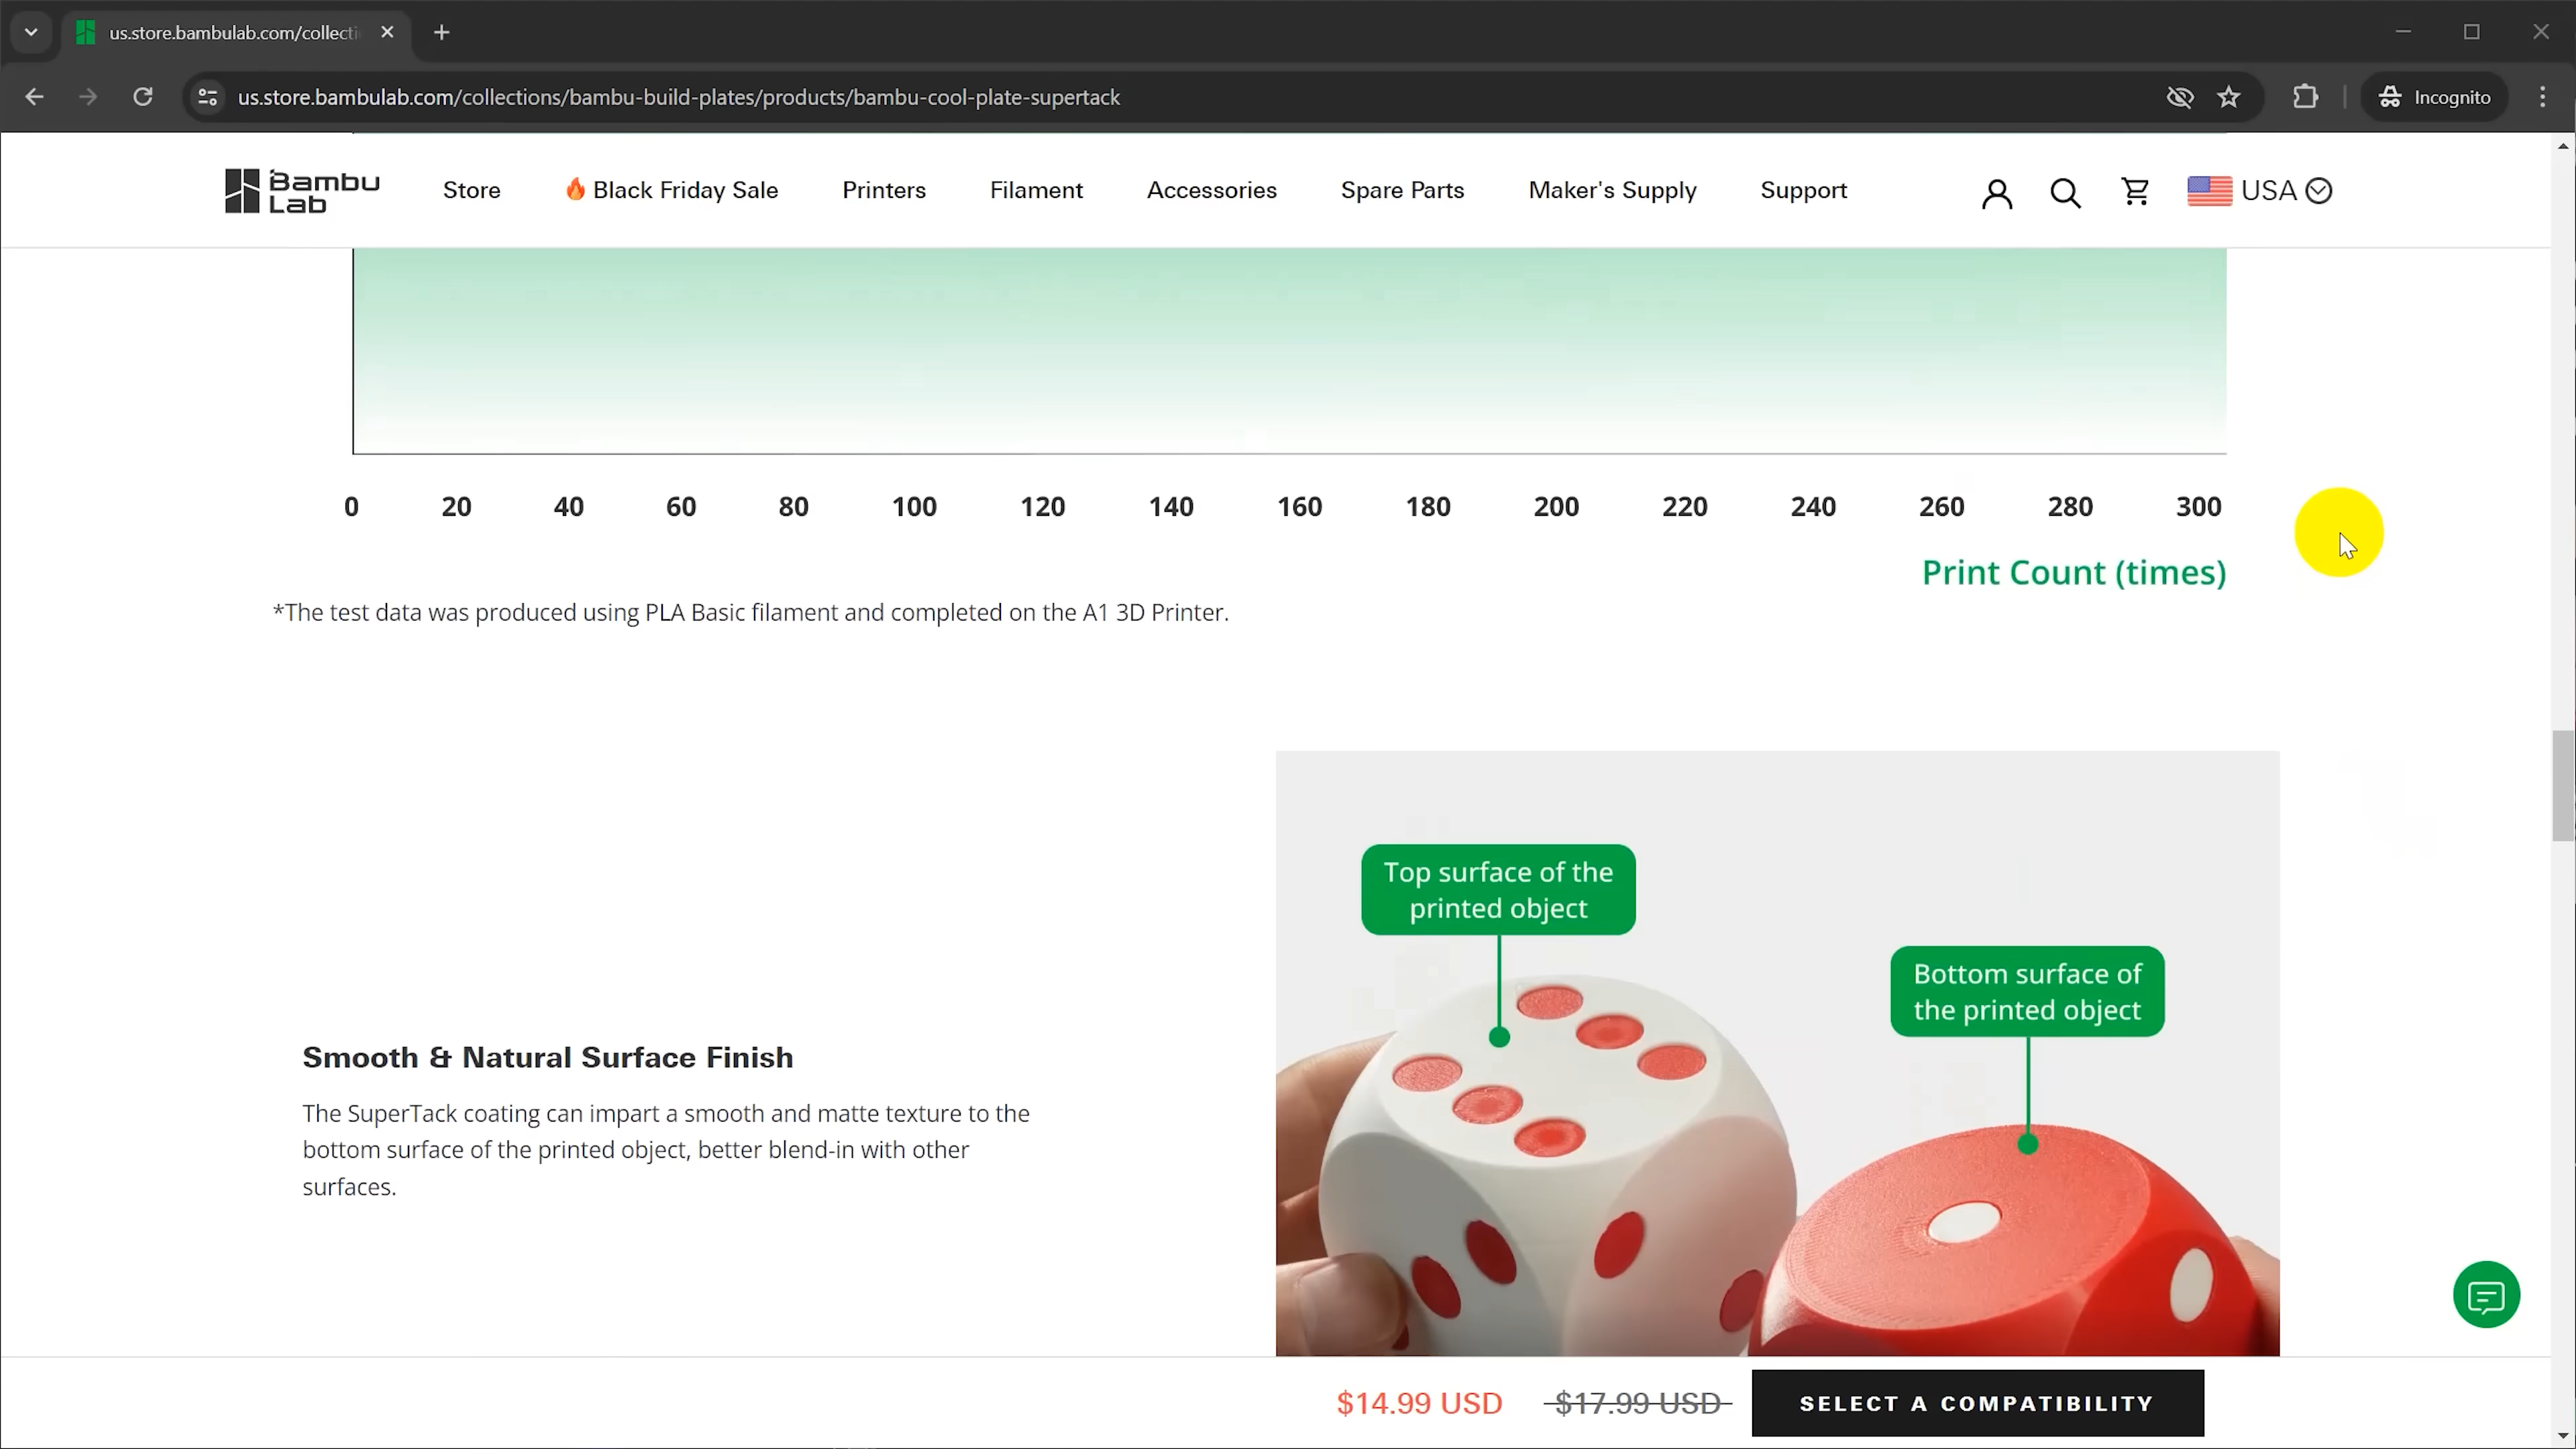 us.store.bambulab.com/collecti
us.store.bambulab.com/collections/bambu-build-plates/products/bambu-cool-plate-supertack
Incognito
Bambu
Lab
Store
Black Friday Sale
Printers
Filament
Accessories
Spare Parts
Maker's Supply
Support
USA
0 20 40 60 80 100 120 140 160 180 200 220 240 260 280 300
Print Count (times)
*The test data was produced using PLA Basic filament and completed on the A1 3D Printer.
Top surface of the
printed object
Bottom surface of
the printed object
Smooth & Natural Surface Finish
The SuperTack coating can impart a smooth and matte texture to the
bottom surface of the printed object, better blend-in with other
surfaces.
$14.99 USD $17.99 USD SELECT A COMPATIBILITY